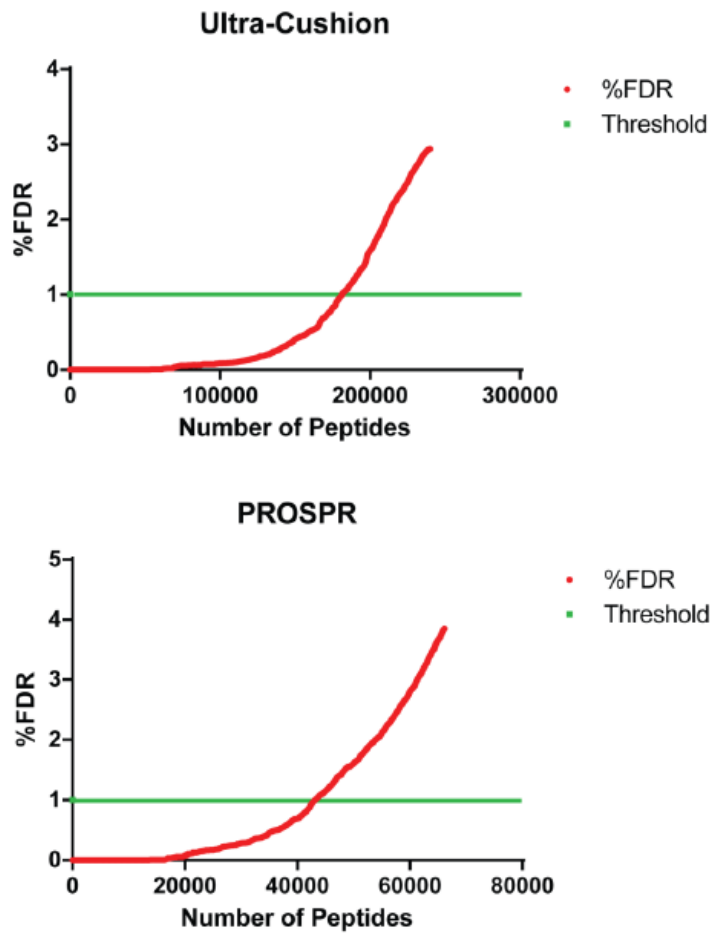 Ultra-Cushion
4
3
2
1
0
%FDR
0
100000
200000
300000
Number of Peptides
%FDR
Threshold
PROSPR
5
4
3
2
1
0
%FDR
0
20000
40000
60000
80000
Number of Peptides
%FDR
Threshold